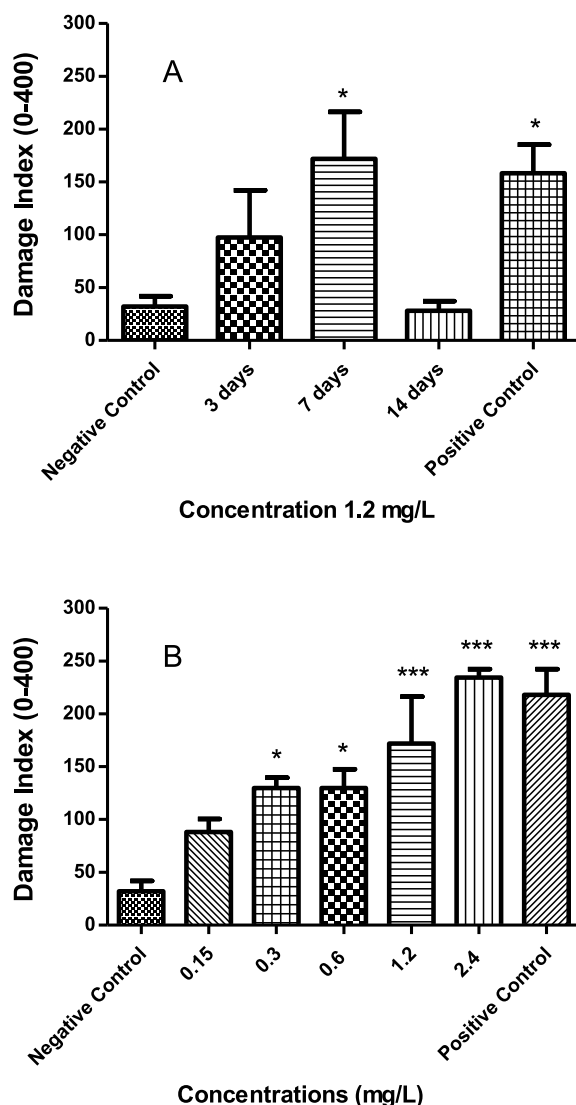 A
Damage Index (0-400)
300
250
200
150
100
50
0
*
*
Negative Control
3 days
7 days
14 days
Positive Control
Concentration 1.2 mg/L
B
Damage Index (0-400)
300
250
200
150
100
50
0
*
*
***
***
***
Negative Control
0.15
0.3
0.6
1.2
2.4
Positive Control
Concentrations (mg/L)